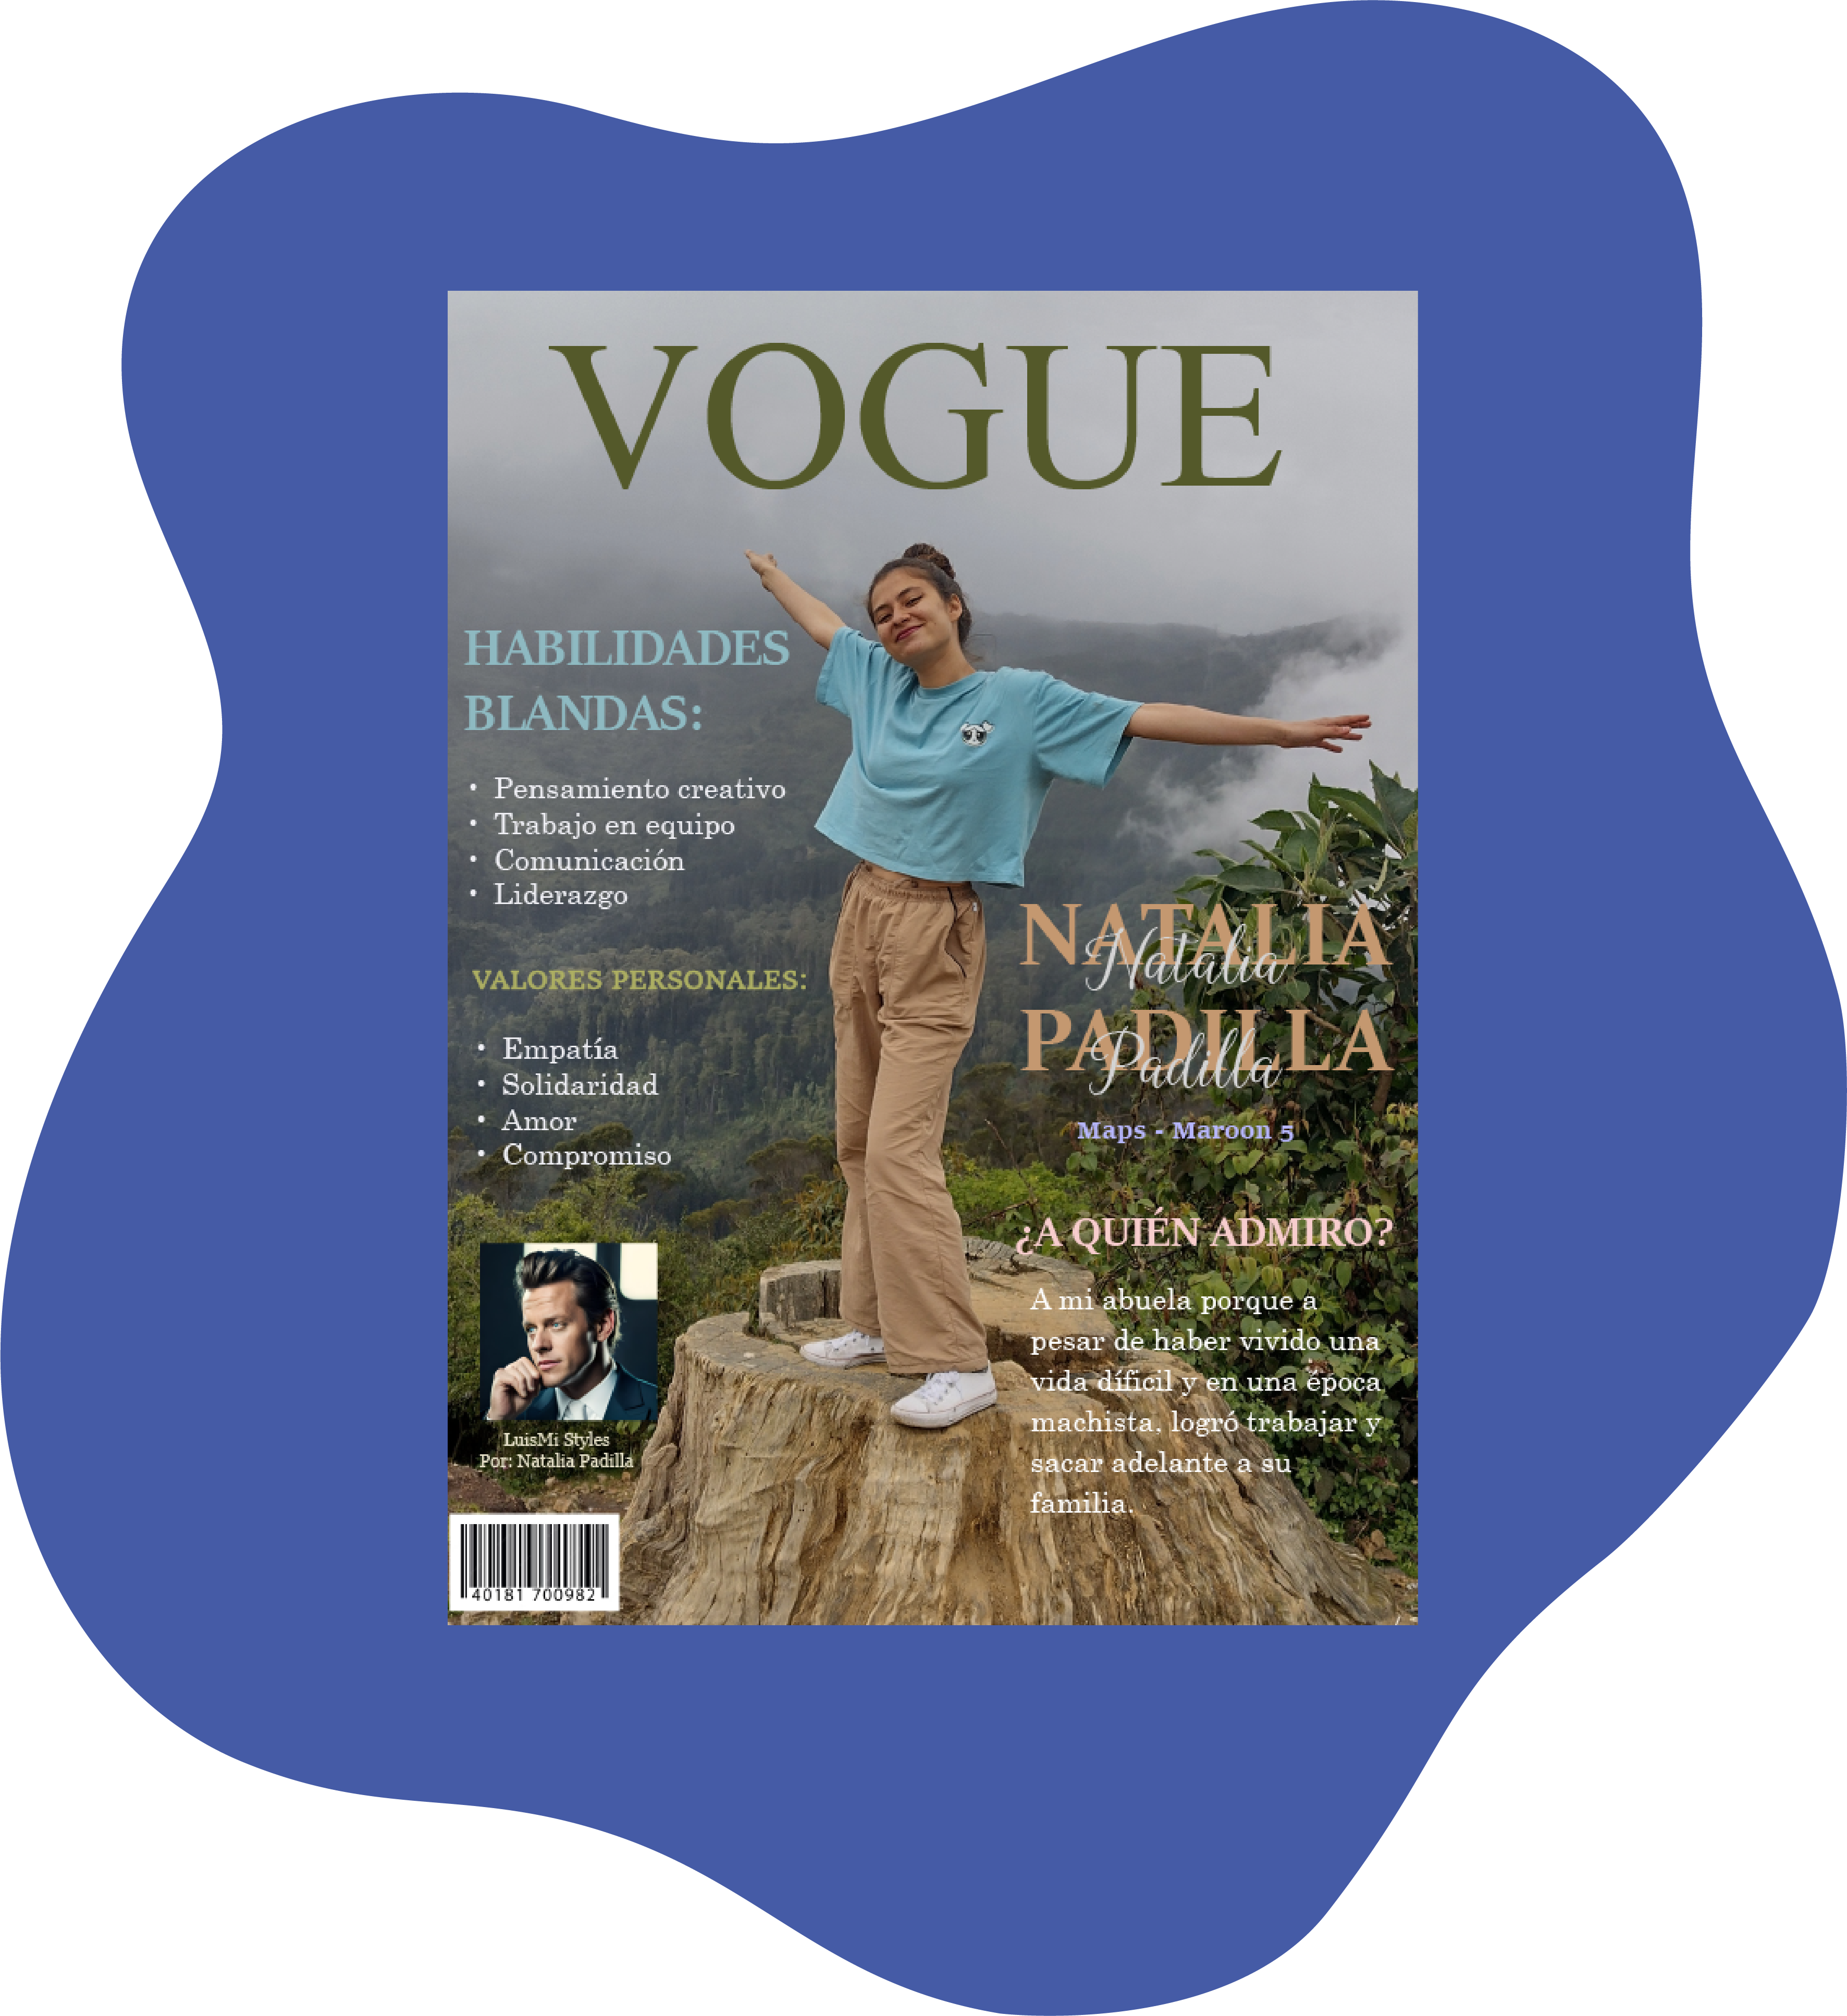 VOGUE
HABILIDADES
BLANDAS:
• Pensamiento creativo
• Trabajo en equipo
• Comunicación
• Liderazgo
VALORES PERSONALES:
• Empatía
• Solidaridad
• Amor
• Compromiso
LuisMi Styles
Por: Natalia Padilla
40181 700982
NATALIA
Natalia
PADILLA
Padilla
Maps - Maroon 5
¿A QUIÉN ADMIRO?
A mi abuela porque a
pesar de haber vivido una
vida díficil y en una época
machista, logró trabajar y
sacar adelante a su
familia.